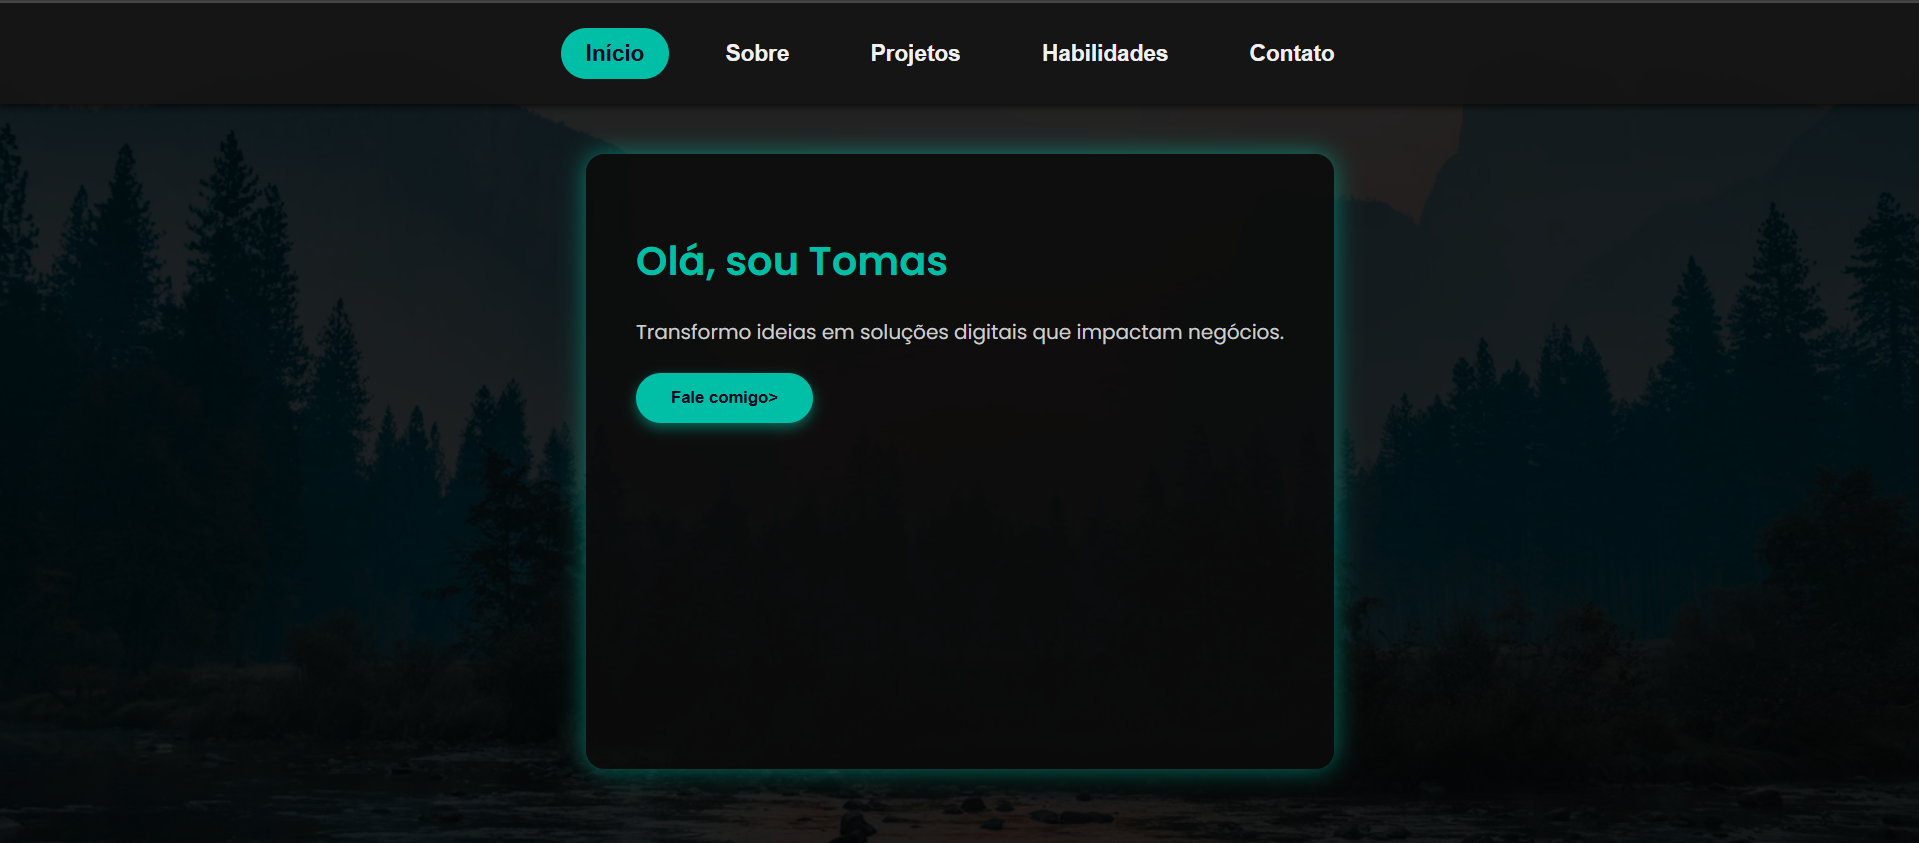 Início Sobre Projetos Habilidades Contato
Olá, sou Tomas
Transformo ideias em soluções digitais que impactam negócios.
Fale comigo>